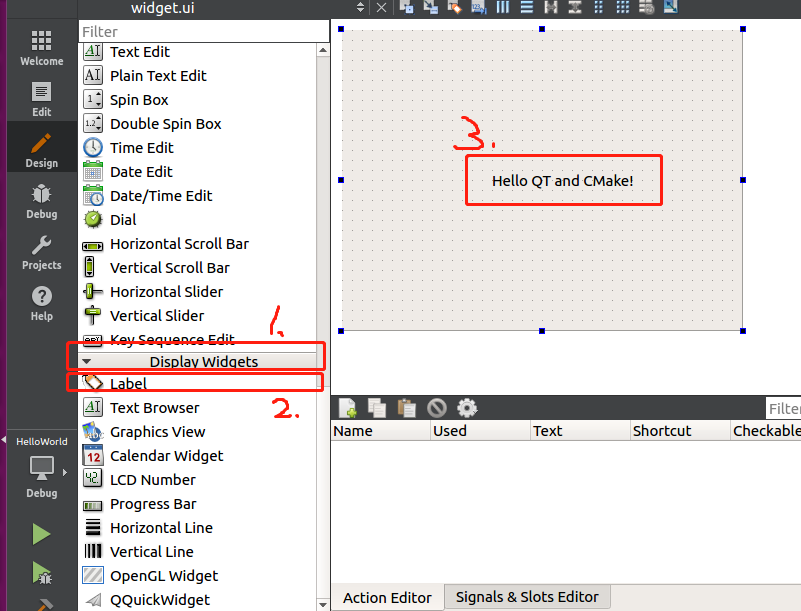 widget.ui
Welcome
Edit
Design
Debug
Projects
Help
HelloWorld
Debug
Filter
Text Edit
Plain Text Edit
Spin Box
Double Spin Box
Time Edit
Date Edit
Date/Time Edit
Dial
Horizontal Scroll Bar
Vertical Scroll Bar
Horizontal Slider
Vertical Slider
Key Sequence Edit
1.
Display Widgets
Label
2.
Text Browser
Graphics View
Calendar Widget
LCD Number
Progress Bar
Horizontal Line
Vertical Line
OpenGL Widget
QQuickWidget
3.
Hello QT and CMake!
Filter
Name Used Text Shortcut Checkable
Action Editor Signals & Slots Editor